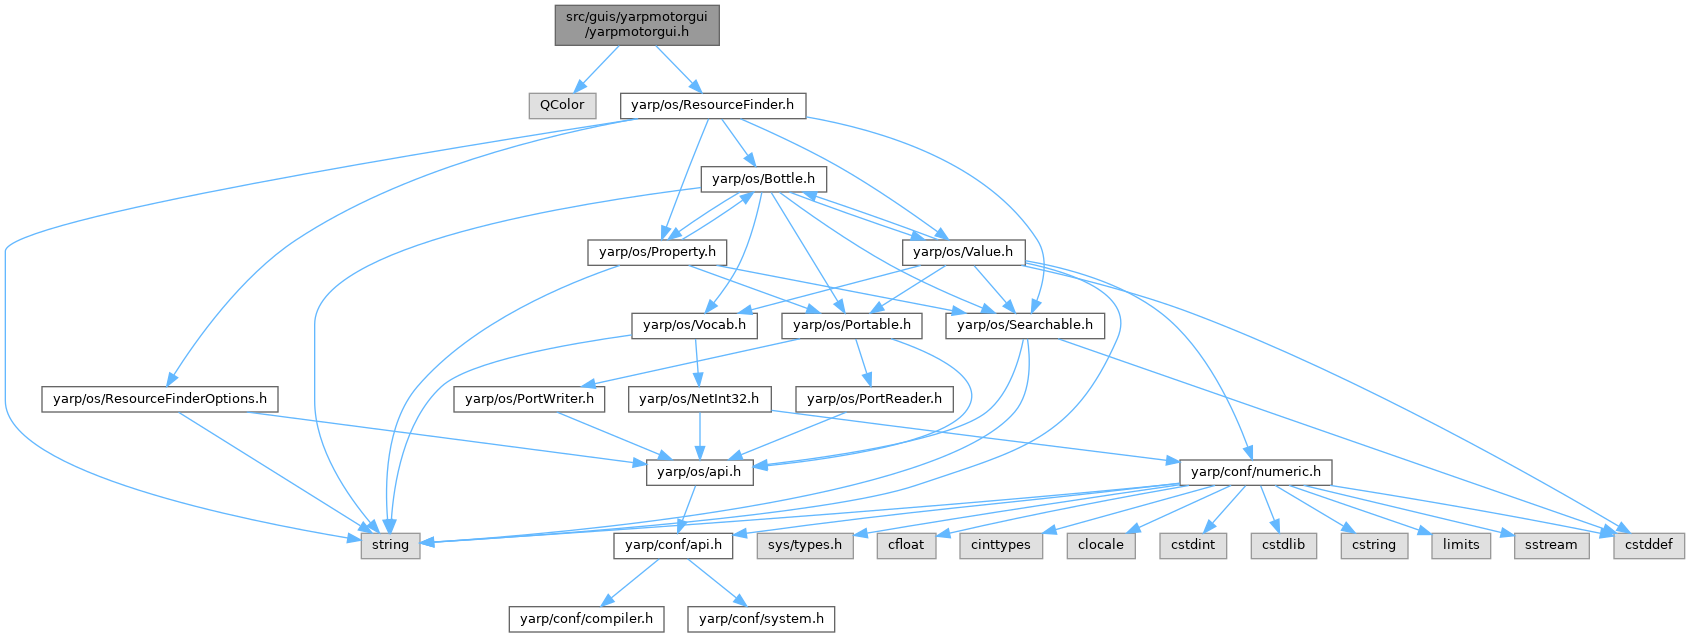 src/guis/yarpmotorgui
/yarpmotorgui.h
QColor
yarp/os/ResourceFinder.h
yarp/os/Bottle.h
yarp/os/Property.h
yarp/os/Value.h
yarp/os/Vocab.h
yarp/os/Portable.h
yarp/os/Searchable.h
yarp/os/ResourceFinderOptions.h
yarp/os/PortWriter.h
yarp/os/NetInt32.h
yarp/os/PortReader.h
yarp/os/api.h
yarp/conf/numeric.h
string
yarp/conf/api.h
sys/types.h
cfloat
cinttypes
clocale
cstdint
cstdlib
cstring
limits
sstream
cstddef
yarp/conf/compiler.h
yarp/conf/system.h